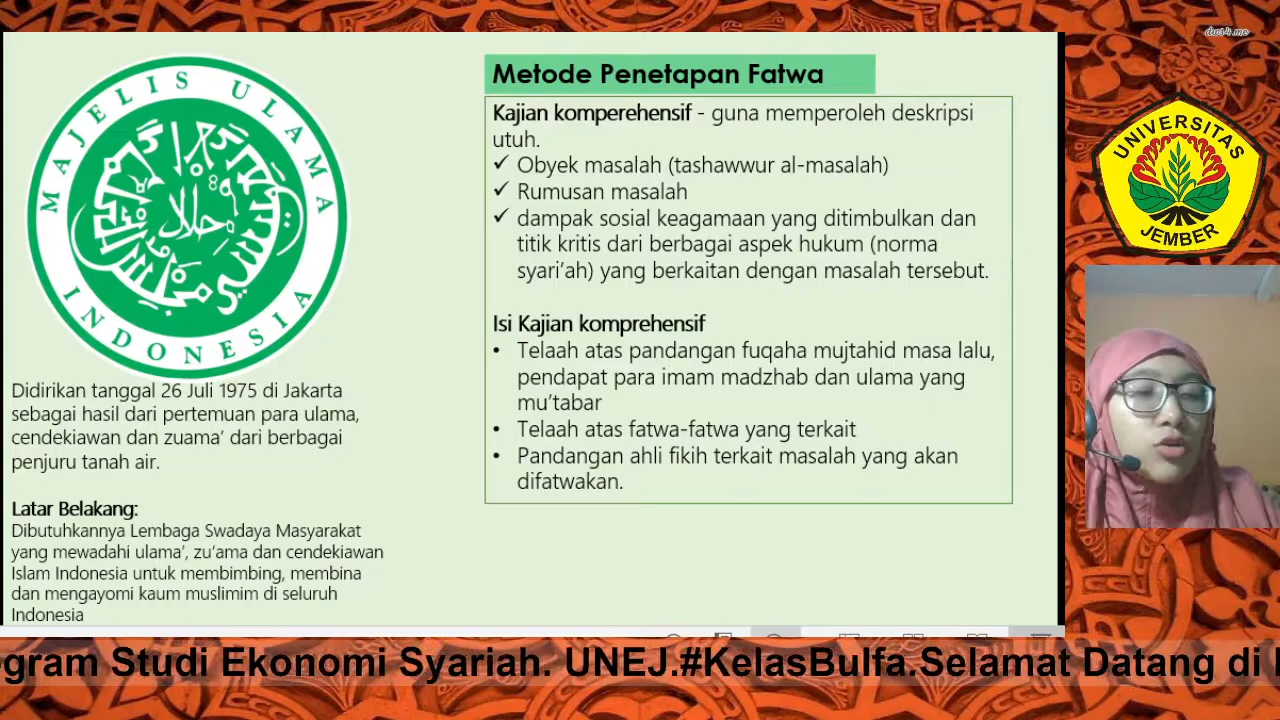 dws4.me
MAJELIS ULAMA
INDONESIA
حلال
Didirikan tanggal 26 Juli 1975 di Jakarta
sebagai hasil dari pertemuan para ulama,
cendekiawan dan zuama’ dari berbagai
penjuru tanah air.
Latar Belakang:
Dibutuhkannya Lembaga Swadaya Masyarakat
yang mewadahi ulama’, zu’ama dan cendekiawan
Islam Indonesia untuk membimbing, membina
dan mengayomi kaum muslimim di seluruh
Indonesia
Metode Penetapan Fatwa
Kajian komperehensif - guna memperoleh deskripsi
utuh.
✓ Obyek masalah (tashawwur al-masalah)
✓ Rumusan masalah
✓ dampak sosial keagamaan yang ditimbulkan dan
titik kritis dari berbagai aspek hukum (norma
syari’ah) yang berkaitan dengan masalah tersebut.
Isi Kajian komprehensif
• Telaah atas pandangan fuqaha mujtahid masa lalu,
pendapat para imam madzhab dan ulama yang
mu’tabar
• Telaah atas fatwa-fatwa yang terkait
• Pandangan ahli fikih terkait masalah yang akan
difatwakan.
UNIVERSITAS
JEMBER
ogram Studi Ekonomi Syariah. UNEJ.#KelasBulfa.Selamat Datang di